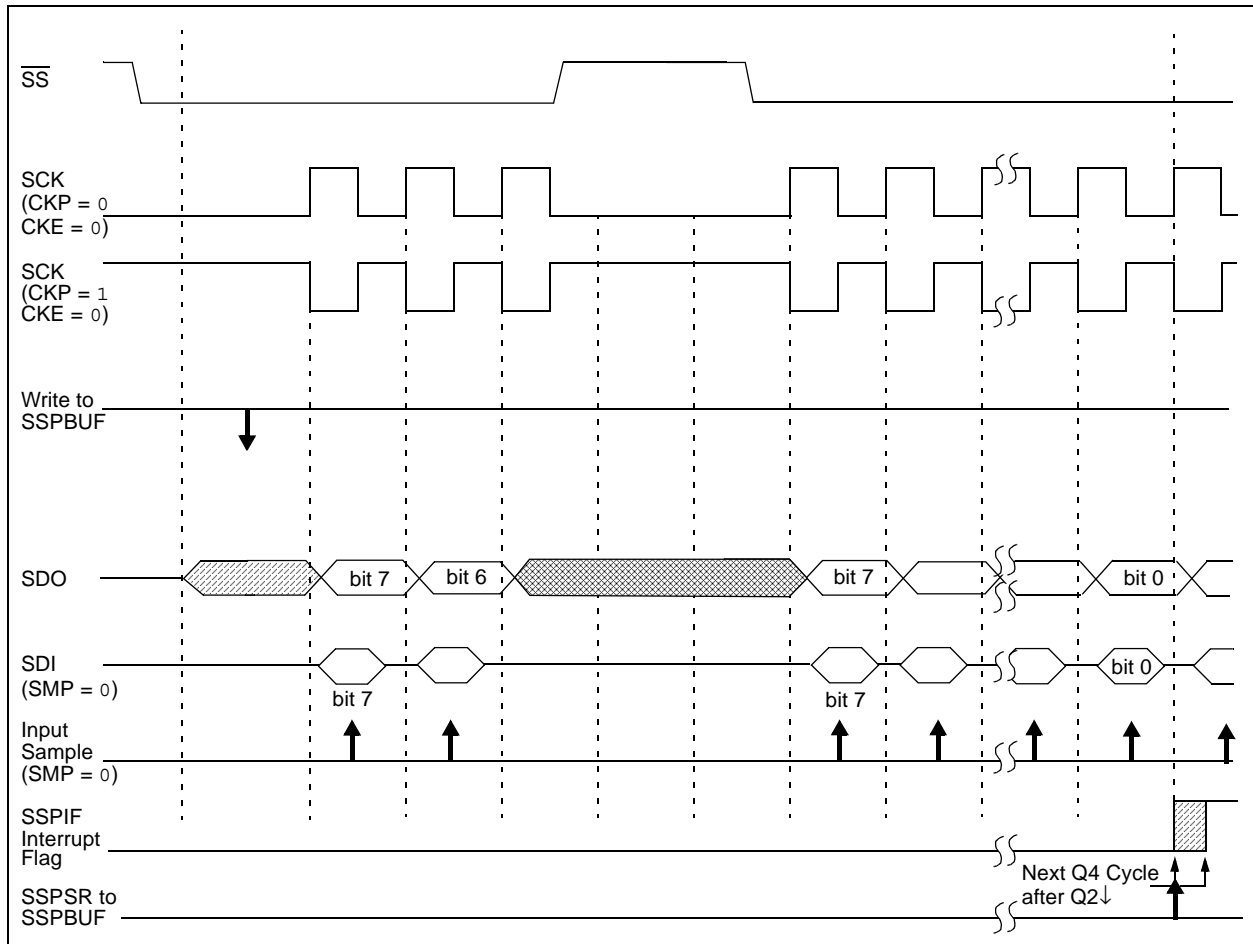 SS
SCK
(CKP = 0
CKE = 0)
SCK
(CKP = 1
CKE = 0)
Write to
SSPBUF
SDO
bit 7
bit 6
bit 7
bit 0
SDI
(SMP = 0)
bit 7
bit 7
bit 0
Input
Sample
(SMP = 0)
SSPIF
Interrupt
Flag
Next Q4 Cycle
after Q2↓
SSPSR to
SSPBUF